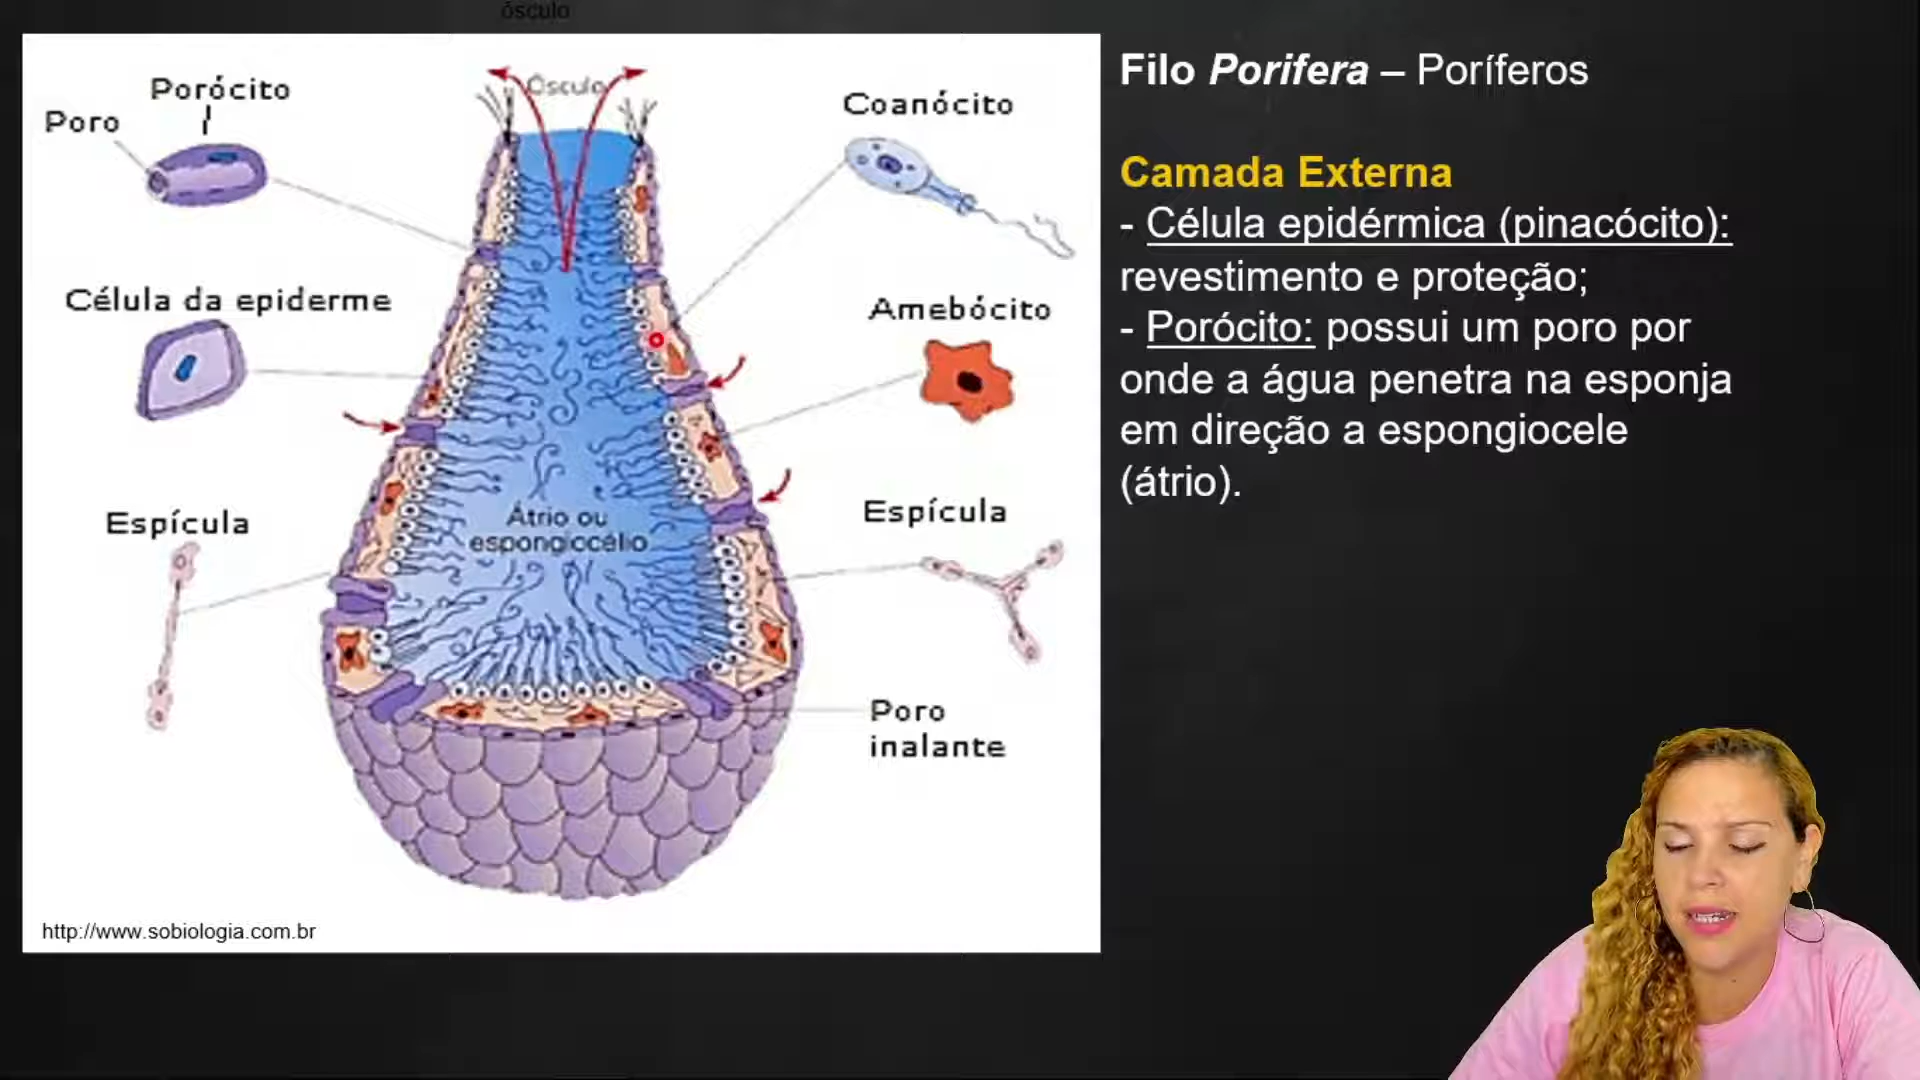 ósculo
Porócito
Poro
Ósculo
Coanócito
Célula da epiderme
Amebócito
Espícula
Espícula
Átrio ou
espongiccélio
Poro
inalante
http://www.sobiologia.com.br
Filo Porifera – Poríferos
Camada Externa
- Célula epidérmica (pinacócito):
revestimento e proteção;
- Porócito: possui um poro por
onde a água penetra na esponja
em direção a espongiocele
(átrio).